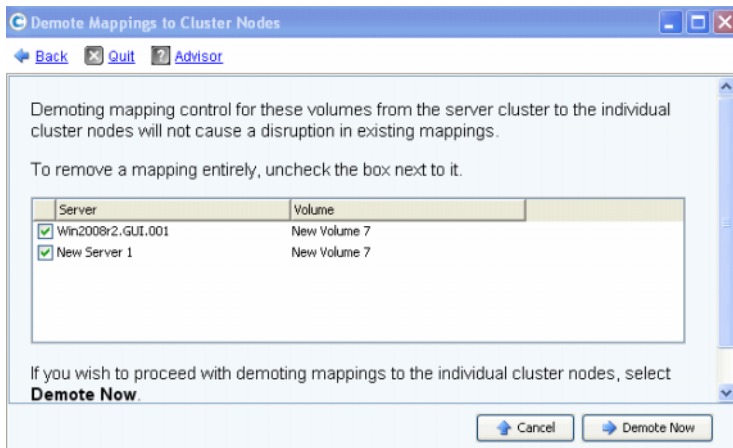 Demote Mappings to Cluster Nodes
Back Quit Advisor
Demoting mapping control for these volumes from the server cluster to the individual
cluster nodes will not cause a disruption in existing mappings.
To remove a mapping entirely, uncheck the box next to it.
Server Volume
Win2008r2.GUI.001 New Volume 7
New Server 1 New Volume 7
If you wish to proceed with demoting mappings to the individual cluster nodes, select
Demote Now.
Cancel Demote Now